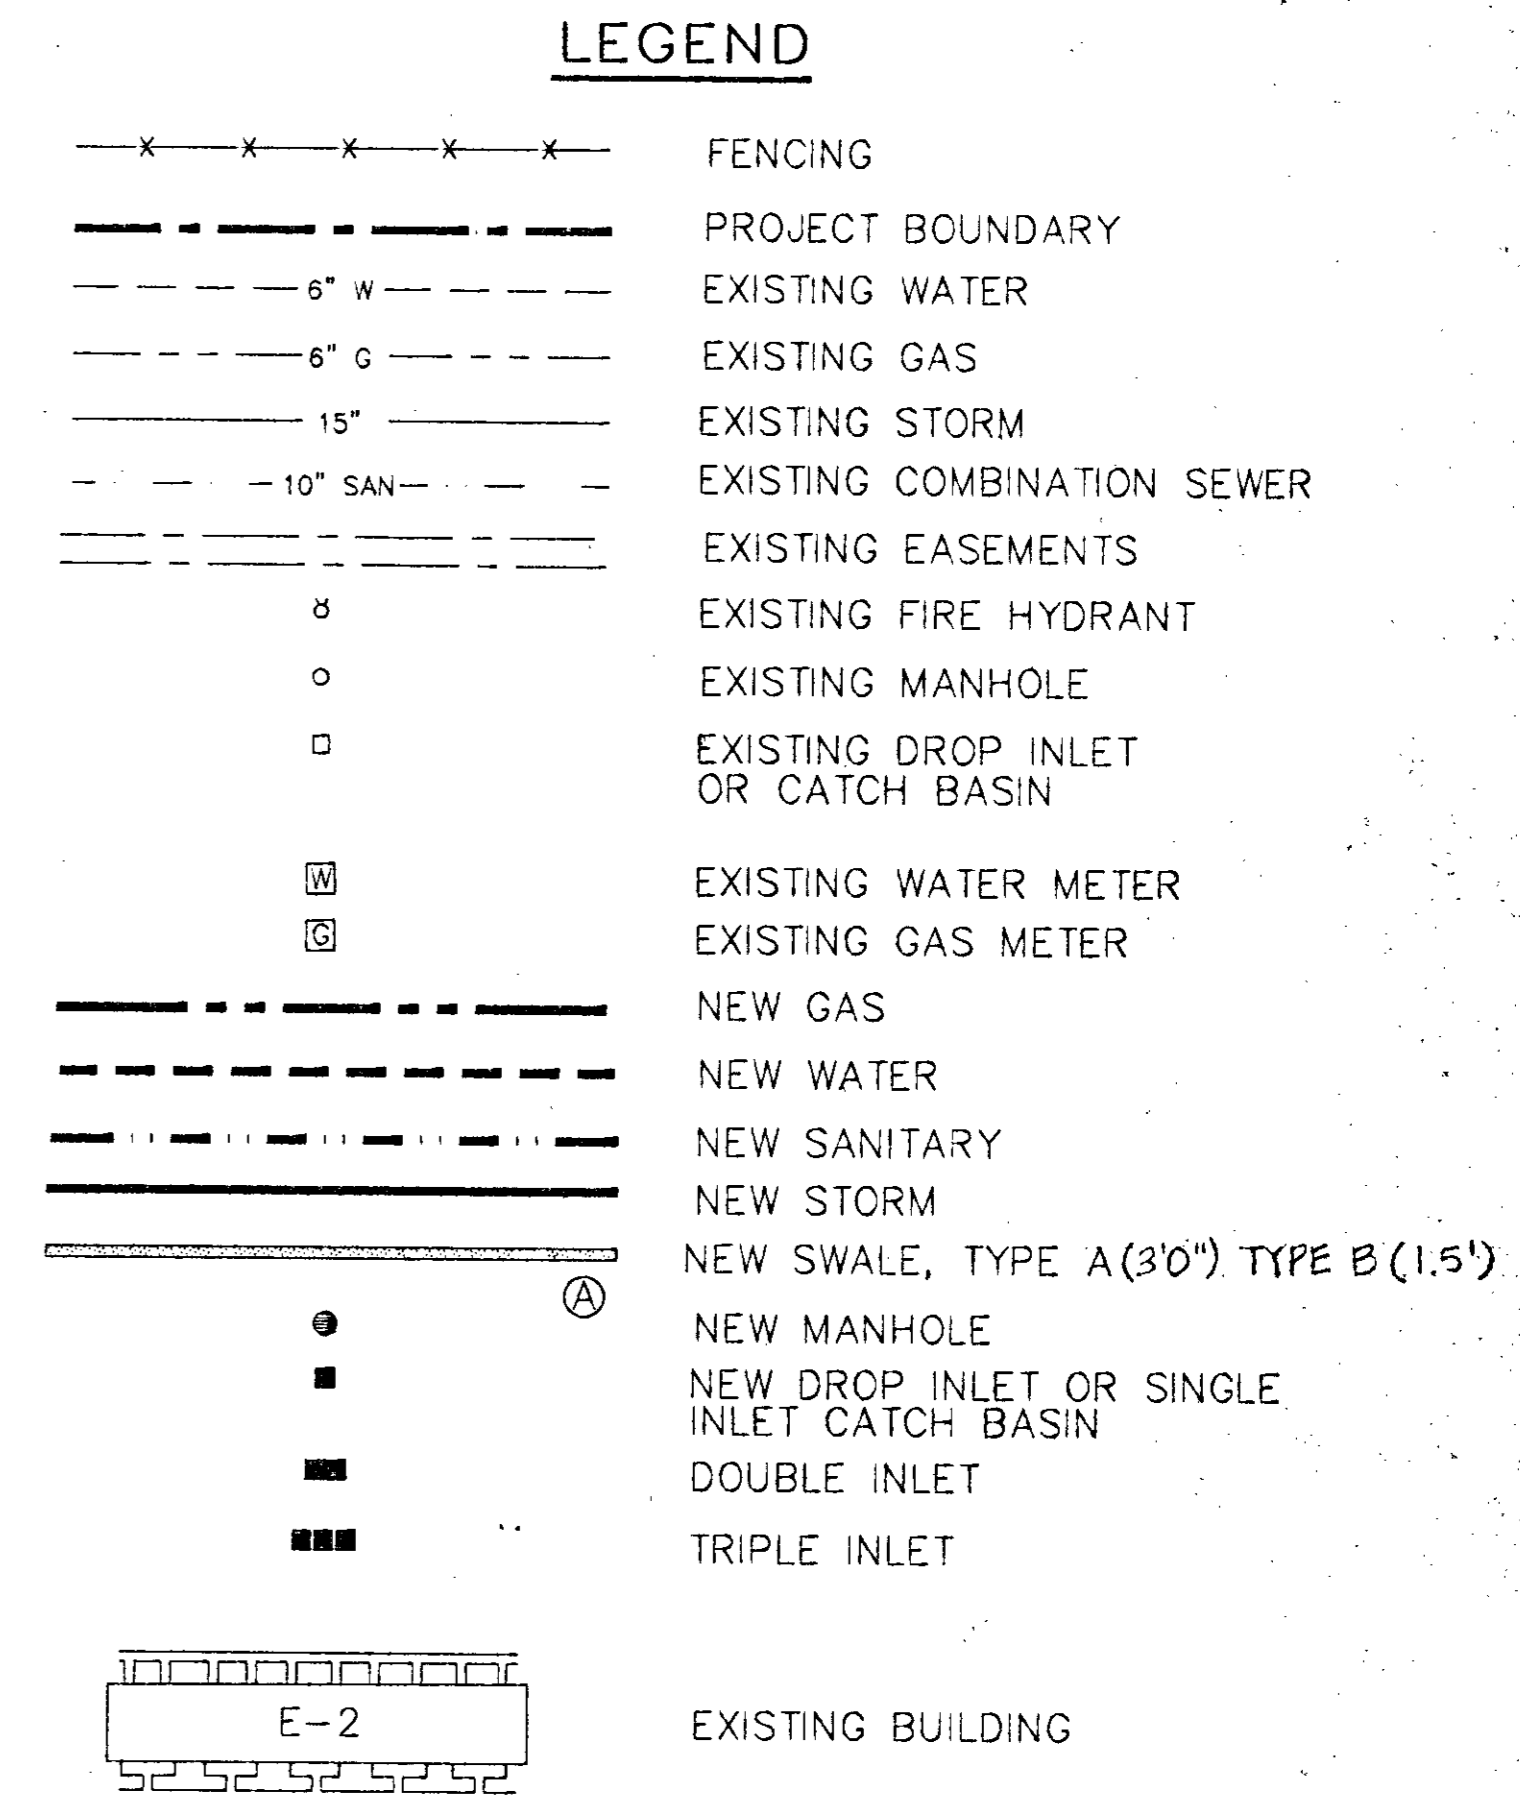 LEGEND
FENCING
PROJECT BOUNDARY
6" W EXISTING WATER
6" G EXISTING GAS
15" EXISTING STORM
10" SAN EXISTING COMBINATION SEWER
EXISTING EASEMENTS
EXISTING FIRE HYDRANT
EXISTING MANHOLE
EXISTING DROP INLET
OR CATCH BASIN
W EXISTING WATER METER
G EXISTING GAS METER
NEW GAS
NEW WATER
NEW SANITARY
NEW STORM
NEW SWALE, TYPE A (3'0") TYPE B (1.5')
A
NEW MANHOLE
NEW DROP INLET OR SINGLE
INLET CATCH BASIN
DOUBLE INLET
TRIPLE INLET
E-2 EXISTING BUILDING